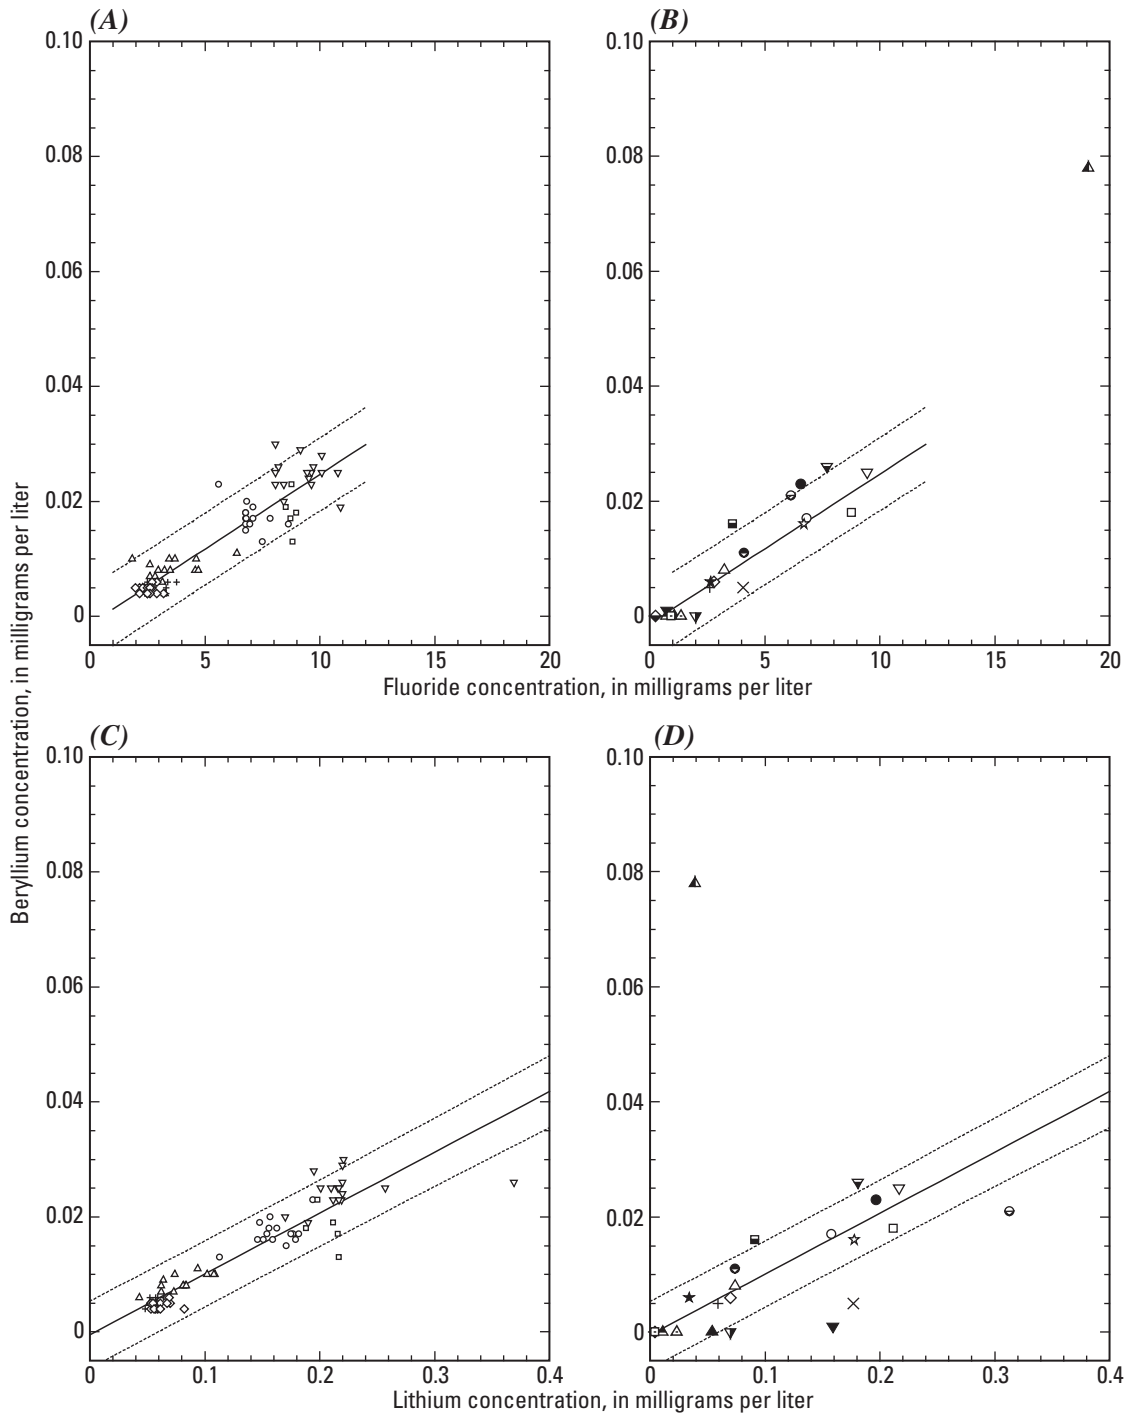 (A)
(B)
0.10
0.08
0.06
0.04
0.02
0
0 5 10 15 20
0 5 10 15 20
Fluoride concentration, in milligrams per liter
Beryllium concentration, in milligrams per liter
(C)
(D)
0.10
0.08
0.06
0.04
0.02
0
0.10
0.08
0.06
0.04
0.02
0
0 0.1 0.2 0.3 0.4
0 0.1 0.2 0.3 0.4
Lithium concentration, in milligrams per liter
0.10
0.08
0.06
0.04
0.02
0